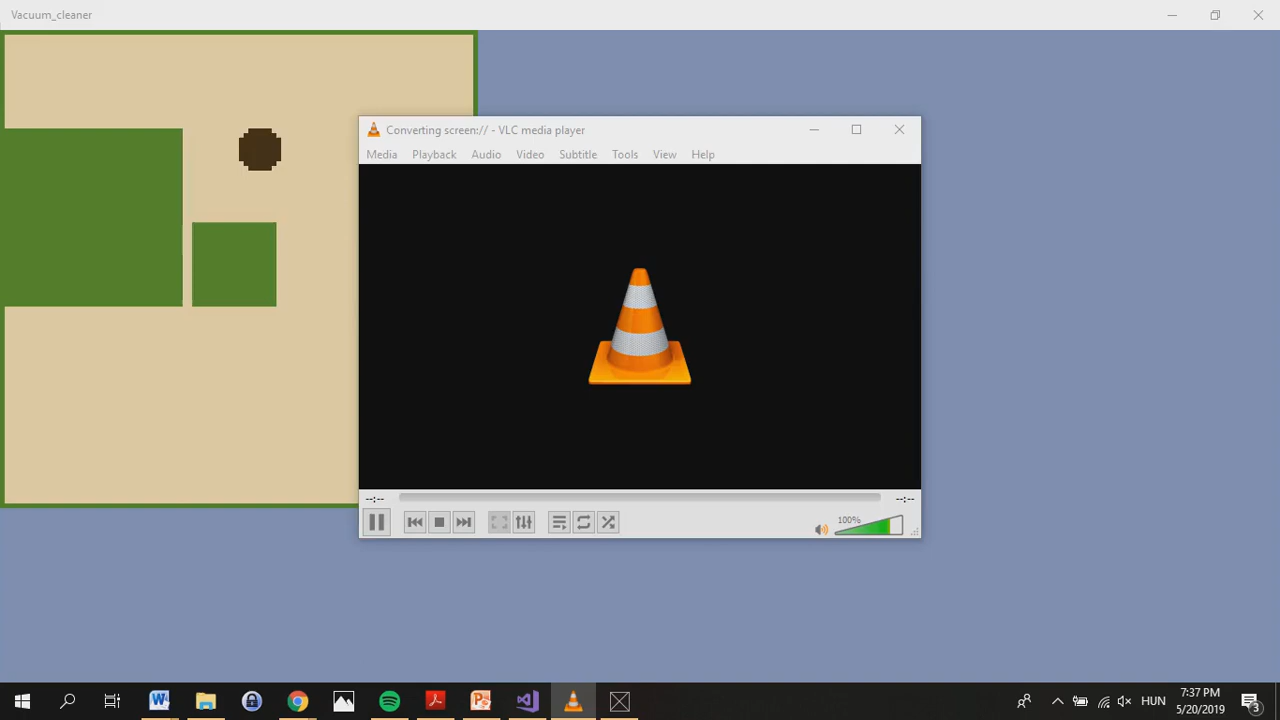 Vacuum_cleaner
Converting screen:// - VLC media player
Media Playback Audio Video Subtitle Tools View Help
--:-- --:--
100%
HUN
7:37 PM
5/20/2019
3